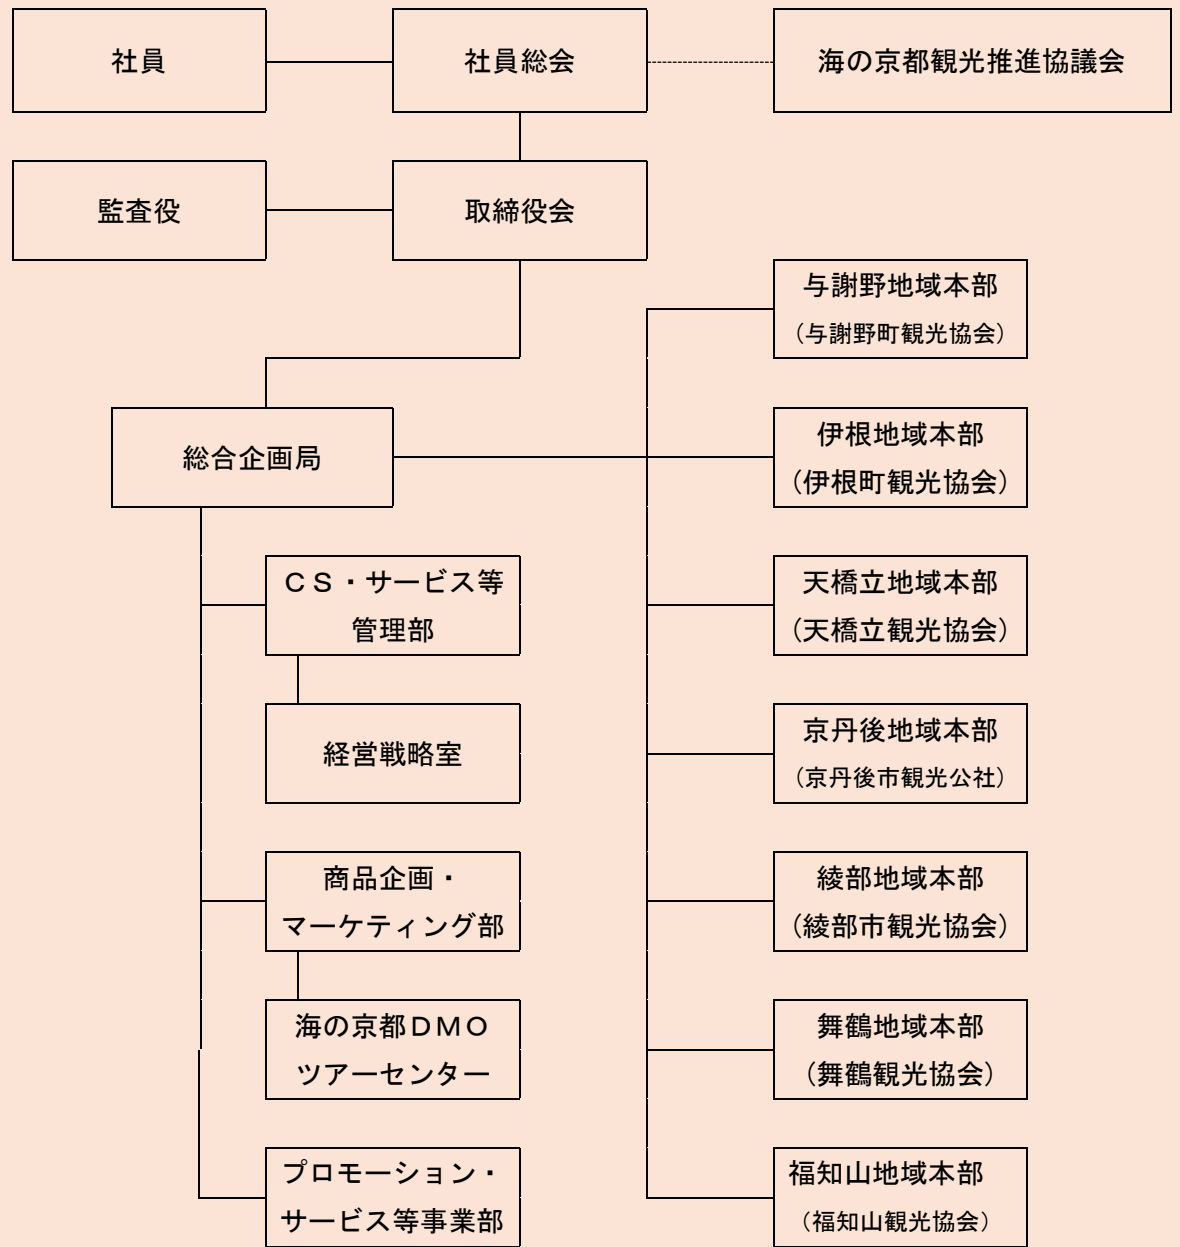 社員
社員総会
海の京都観光推進協議会
監査役
取締役会
与謝野地域本部
（与謝野町観光協会）
総合企画局
伊根地域本部
（伊根町観光協会）
ＣＳ・サービス等
管理部
天橋立地域本部
（天橋立観光協会）
経営戦略室
京丹後地域本部
（京丹後市観光公社）
商品企画・
マーケティング部
綾部地域本部
（綾部市観光協会）
海の京都ＤＭＯ
ツアーセンター
舞鶴地域本部
（舞鶴観光協会）
プロモーション・
サービス等事業部
福知山地域本部
（福知山観光協会）